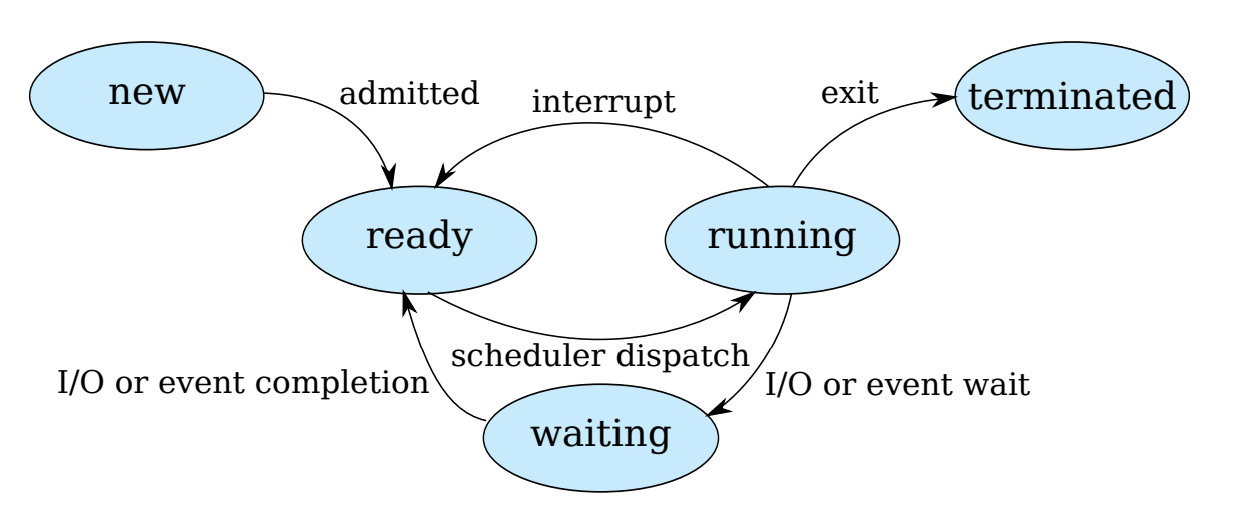 new
admitted
interrupt
exit
terminated
ready
running
scheduler dispatch
I/O or event completion
I/O or event wait
waiting